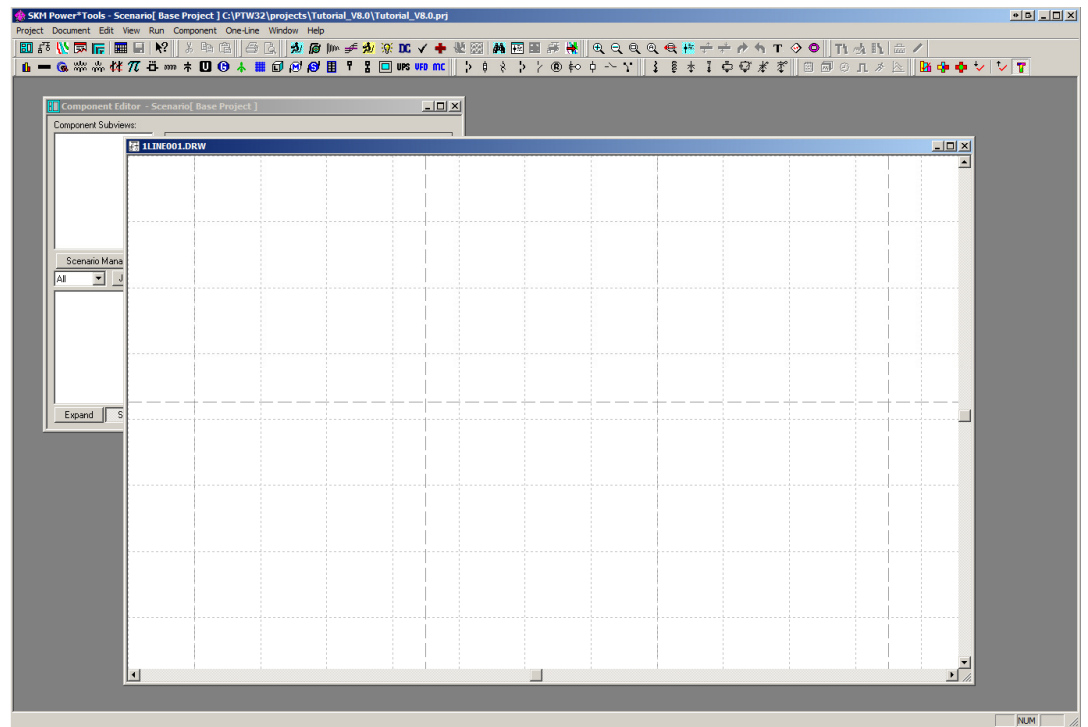 SKM Power*Tools - Scenario[ Base Project ] C:\PTW32\projects\Tutorial_V8.0\Tutorial_V8.0.prj
Project Document Edit View Run Component One-Line Window Help
DC T
U G M S UPS VFD MC R
Component Editor - Scenario[ Base Project ]
Component Subviews:
1LINE001.DRW
Scenario Mana
All J
Expand S
NUM